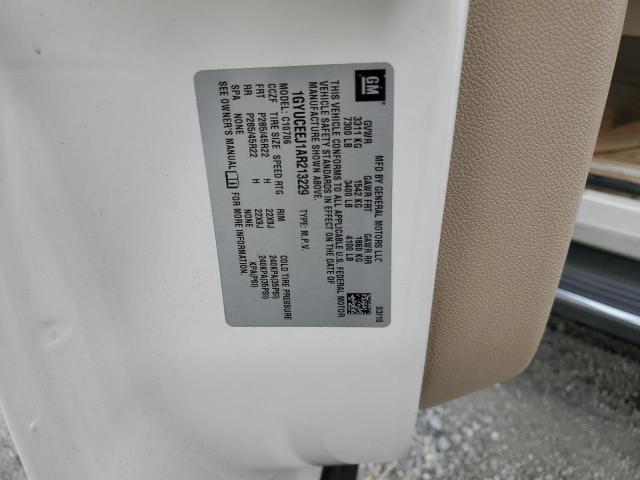 GM
MFD BY GENERAL MOTORS LLC 03/10
GVWR GAWR FRT GAWR RR
3311 KG 1542 KG 1860 KG
7300 LB 3400 LB 4100 LB
THIS VEHICLE CONFORMS TO ALL APPLICABLE U.S. FEDERAL MOTOR
VEHICLE SAFETY STANDARDS IN EFFECT ON THE DATE OF
MANUFACTURE SHOWN ABOVE.
1GYUCEEJ1AR213229 TYPE: M.P.V.
MODEL: C10706
CCZF TIRE SIZE SPEED RTG RIM COLD TIRE PRESSURE
FRT P285/45R22 H 22X9J 240KPA(35PSI)
RR P285/45R22 H 22X9J 240KPA(35PSI)
SPA NONE NONE KPA(PSI)
SEE OWNER'S MANUAL FOR MORE INFORMATION.